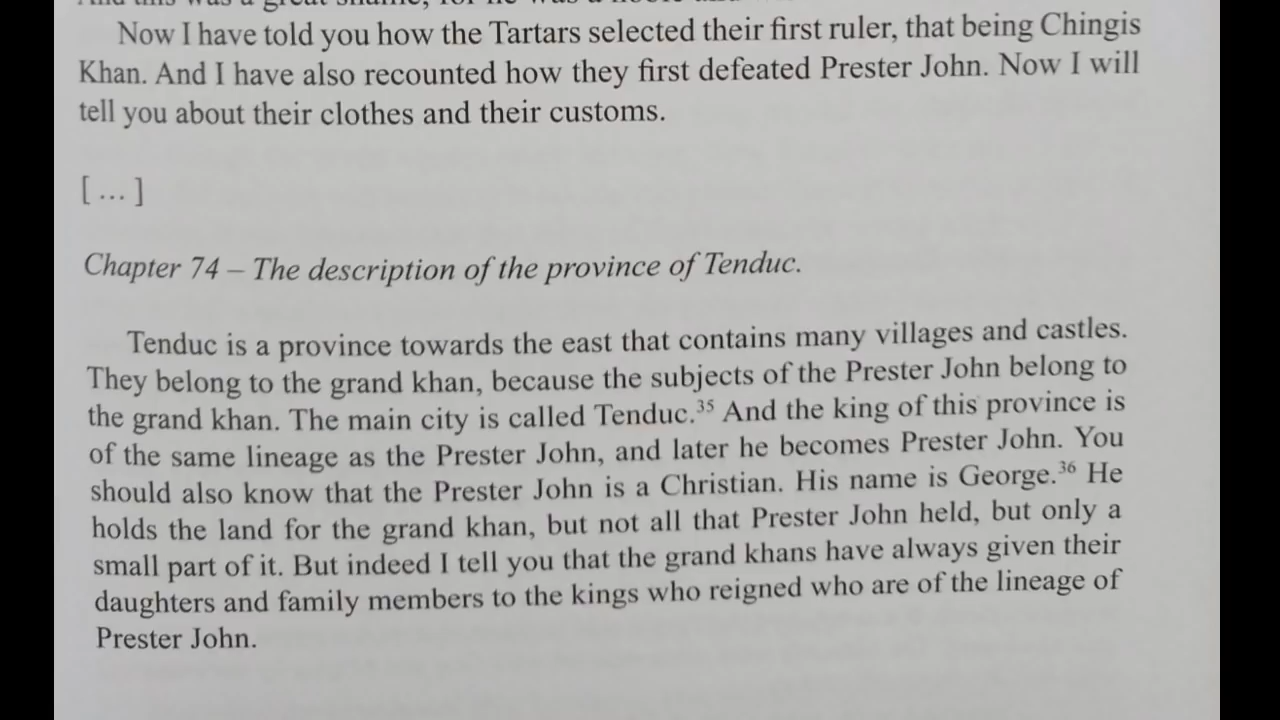 Now I have told you how the Tartars selected their first ruler, that being Chingis
Khan. And I have also recounted how they first defeated Prester John. Now I will
tell you about their clothes and their customs.
[ ... ]
Chapter 74 – The description of the province of Tenduc.
Tenduc is a province towards the east that contains many villages and castles.
They belong to the grand khan, because the subjects of the Prester John belong to
the grand khan. The main city is called Tenduc.35 And the king of this province is
of the same lineage as the Prester John, and later he becomes Prester John. You
should also know that the Prester John is a Christian. His name is George.36 He
holds the land for the grand khan, but not all that Prester John held, but only a
small part of it. But indeed I tell you that the grand khans have always given their
daughters and family members to the kings who reigned who are of the lineage of
Prester John.